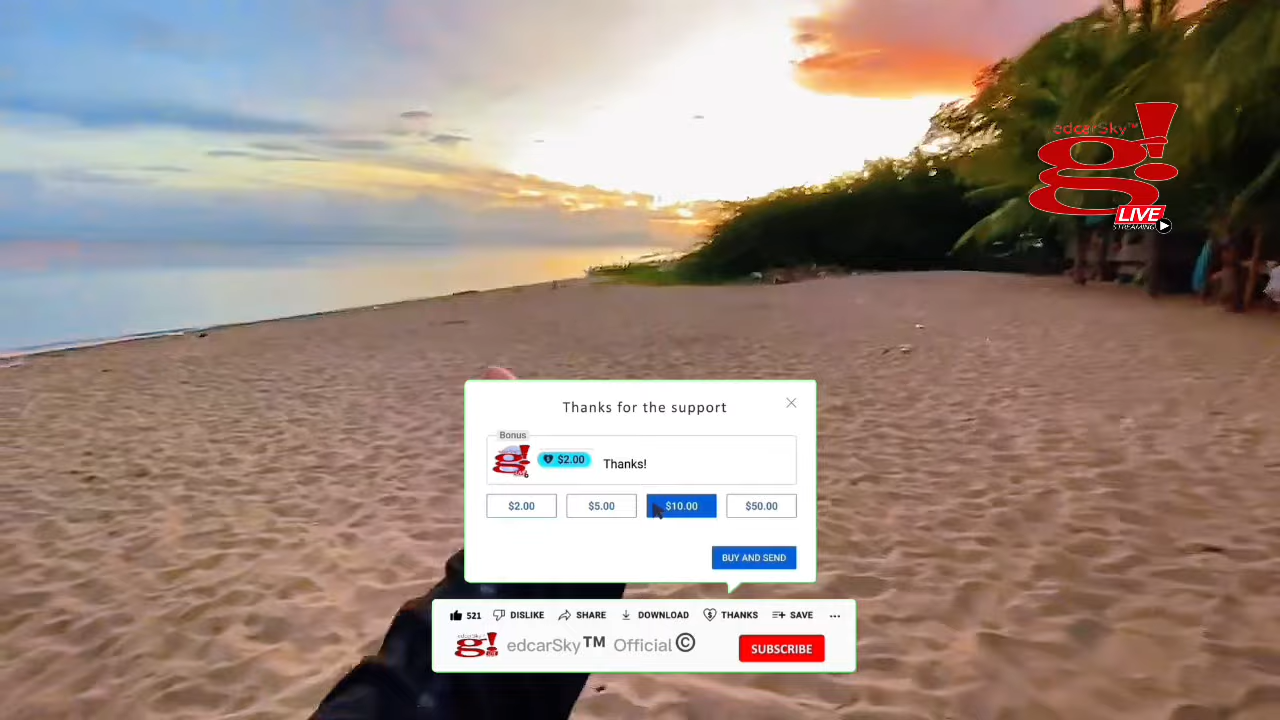 edcarSky™
g!
LIVE
STREAMING
Thanks for the support
Bonus
$2.00
Thanks!
$2.00
$5.00
$10.00
$50.00
BUY AND SEND
521
DISLIKE
SHARE
DOWNLOAD
THANKS
SAVE
g!
edcarSky™ Official©
SUBSCRIBE